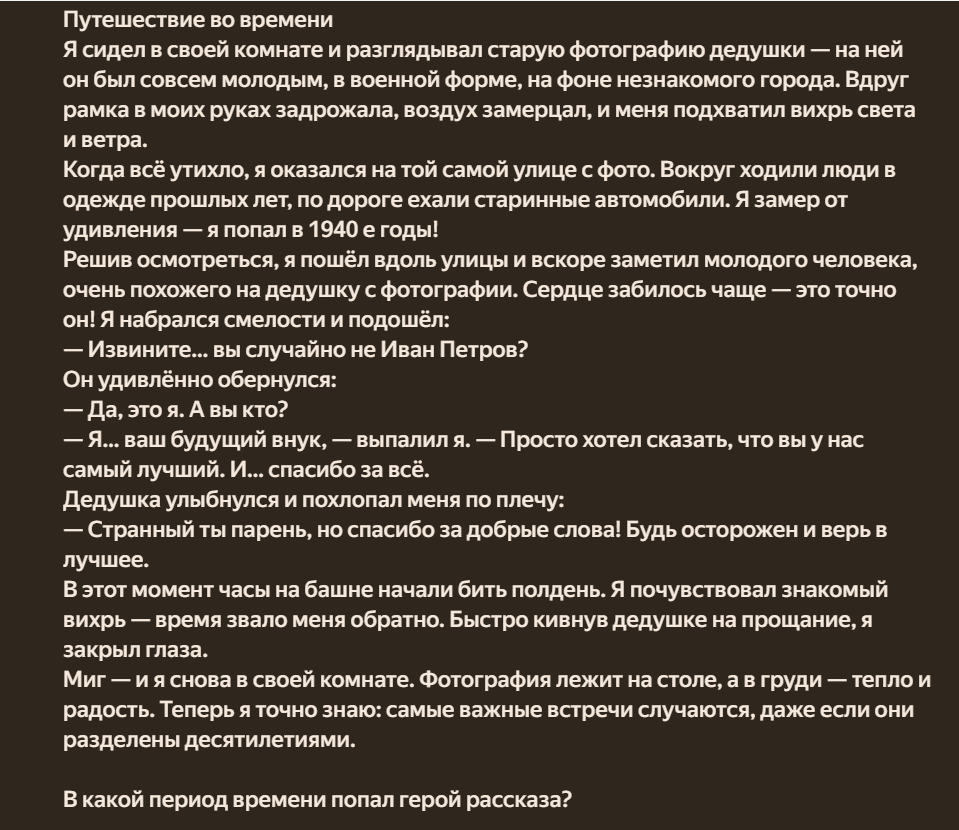 Путешествие во времени
Я сидел в своей комнате и разглядывал старую фотографию дедушки — на ней
он был совсем молодым, в военной форме, на фоне незнакомого города. Вдруг
рамка в моих руках задрожала, воздух замерцал, и меня подхватил вихрь света
и ветра.
Когда всё утихло, я оказался на той самой улице с фото. Вокруг ходили люди в
одежде прошлых лет, по дороге ехали старинные автомобили. Я замер от
удивления — я попал в 1940 е годы!
Решив осмотреться, я пошёл вдоль улицы и вскоре заметил молодого человека,
очень похожего на дедушку с фотографии. Сердце забилось чаще — это точно
он! Я набрался смелости и подошёл:
— Извините... вы случайно не Иван Петров?
Он удивлённо обернулся:
— Да, это я. А вы кто?
— Я... ваш будущий внук, — выпалил я. — Просто хотел сказать, что вы у нас
самый лучший. И... спасибо за всё.
Дедушка улыбнулся и похлопал меня по плечу:
— Странный ты парень, но спасибо за добрые слова! Будь осторожен и верь в
лучшее.
В этот момент часы на башне начали бить полдень. Я почувствовал знакомый
вихрь — время звало меня обратно. Быстро кивнув дедушке на прощание, я
закрыл глаза.
Миг — и я снова в своей комнате. Фотография лежит на столе, а в груди — тепло и
радость. Теперь я точно знаю: самые важные встречи случаются, даже если они
разделены десятилетиями.
В какой период времени попал герой рассказа?